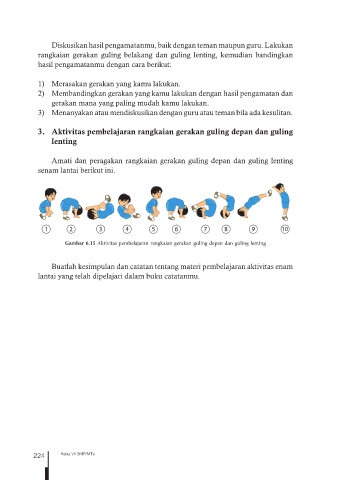 Diskusikan hasil pengamatanmu, baik dengan teman maupun guru. Lakukan
rangkaian gerakan guling belakang dan guling lenting, kemudian bandingkan
hasil pengamatanmu dengan cara berikut:
1) Merasakan gerakan yang kamu lakukan.
2) Membandingkan gerakan yang kamu lakukan dengan hasil pengamatan dan
gerakan mana yang paling mudah kamu lakukan.
3) Menanyakan atau mendiskusikan dengan guru atau teman bila ada kesulitan.
3. Aktivitas pembelajaran rangkaian gerakan guling depan dan guling
lenting
Amati dan peragakan rangkaian gerakan guling depan dan guling lenting
senam lantai berikut ini.
1 2 3 4 5 6 7 8 9 10
Gambar 6.15 Aktivitas pembelajaran rangkaian gerakan guling depan dan guling lenting
Buatlah kesimpulan dan catatan tentang materi pembelajaran aktivitas enam
lantai yang telah dipelajari dalam buku catatanmu.
224 Kelas VII SMP/MTs